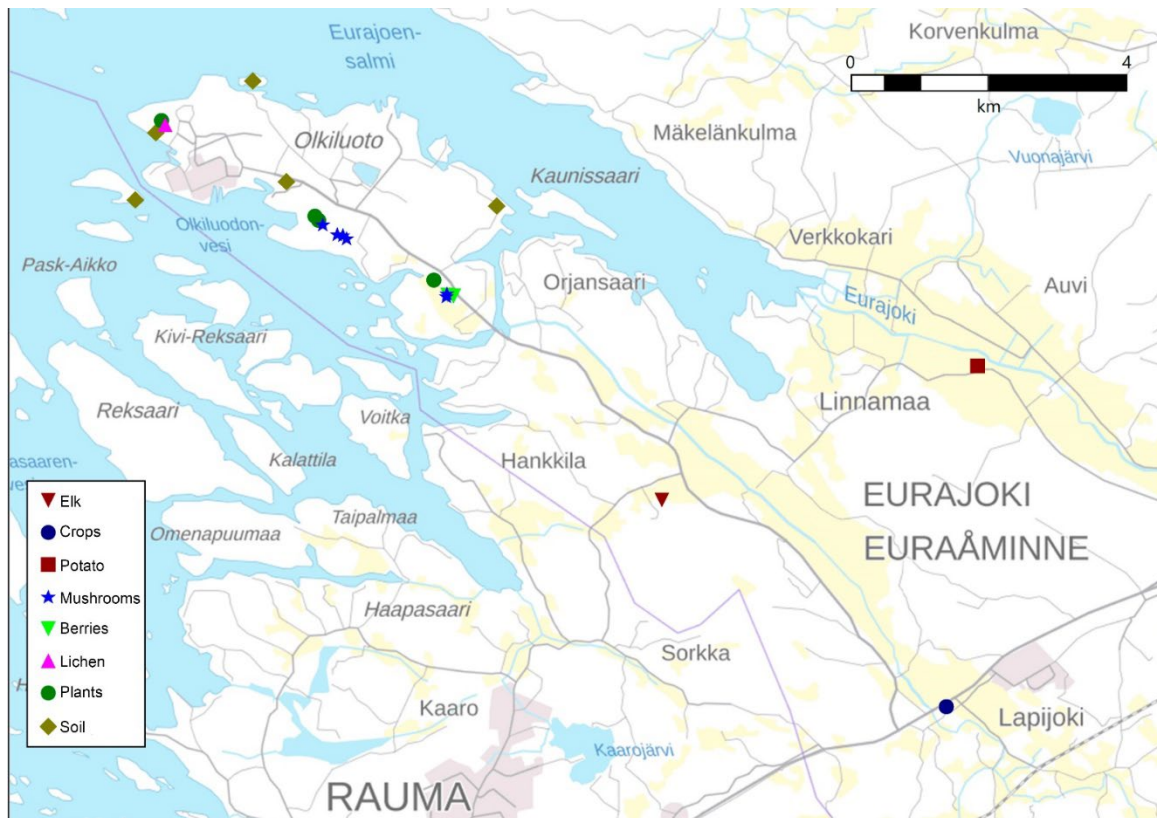 Eurajoen-
salmi
Korvenkulma
0
4
km
Olkiluoto
Mäkelänkulma
Vuonajärvi
Kaunissaari
Olkiluodon-
vesi
Verkkokari
Pask-Aikko
Orjansaari
Eurajoki
Auvi
Kivi-Reksaari
Reksaari
Voitka
Linnamaa
Kalattila
Hankkila
asaaren-
EURAJOKI
EURAÅMINNE
Taipalmaa
Omenapuumaa
Haapasaari
Sorkka
Kaaro
Lapijoki
Kaarojärvi
RAUMA
Elk
Crops
Potato
Mushrooms
Berries
Lichen
Plants
Soil